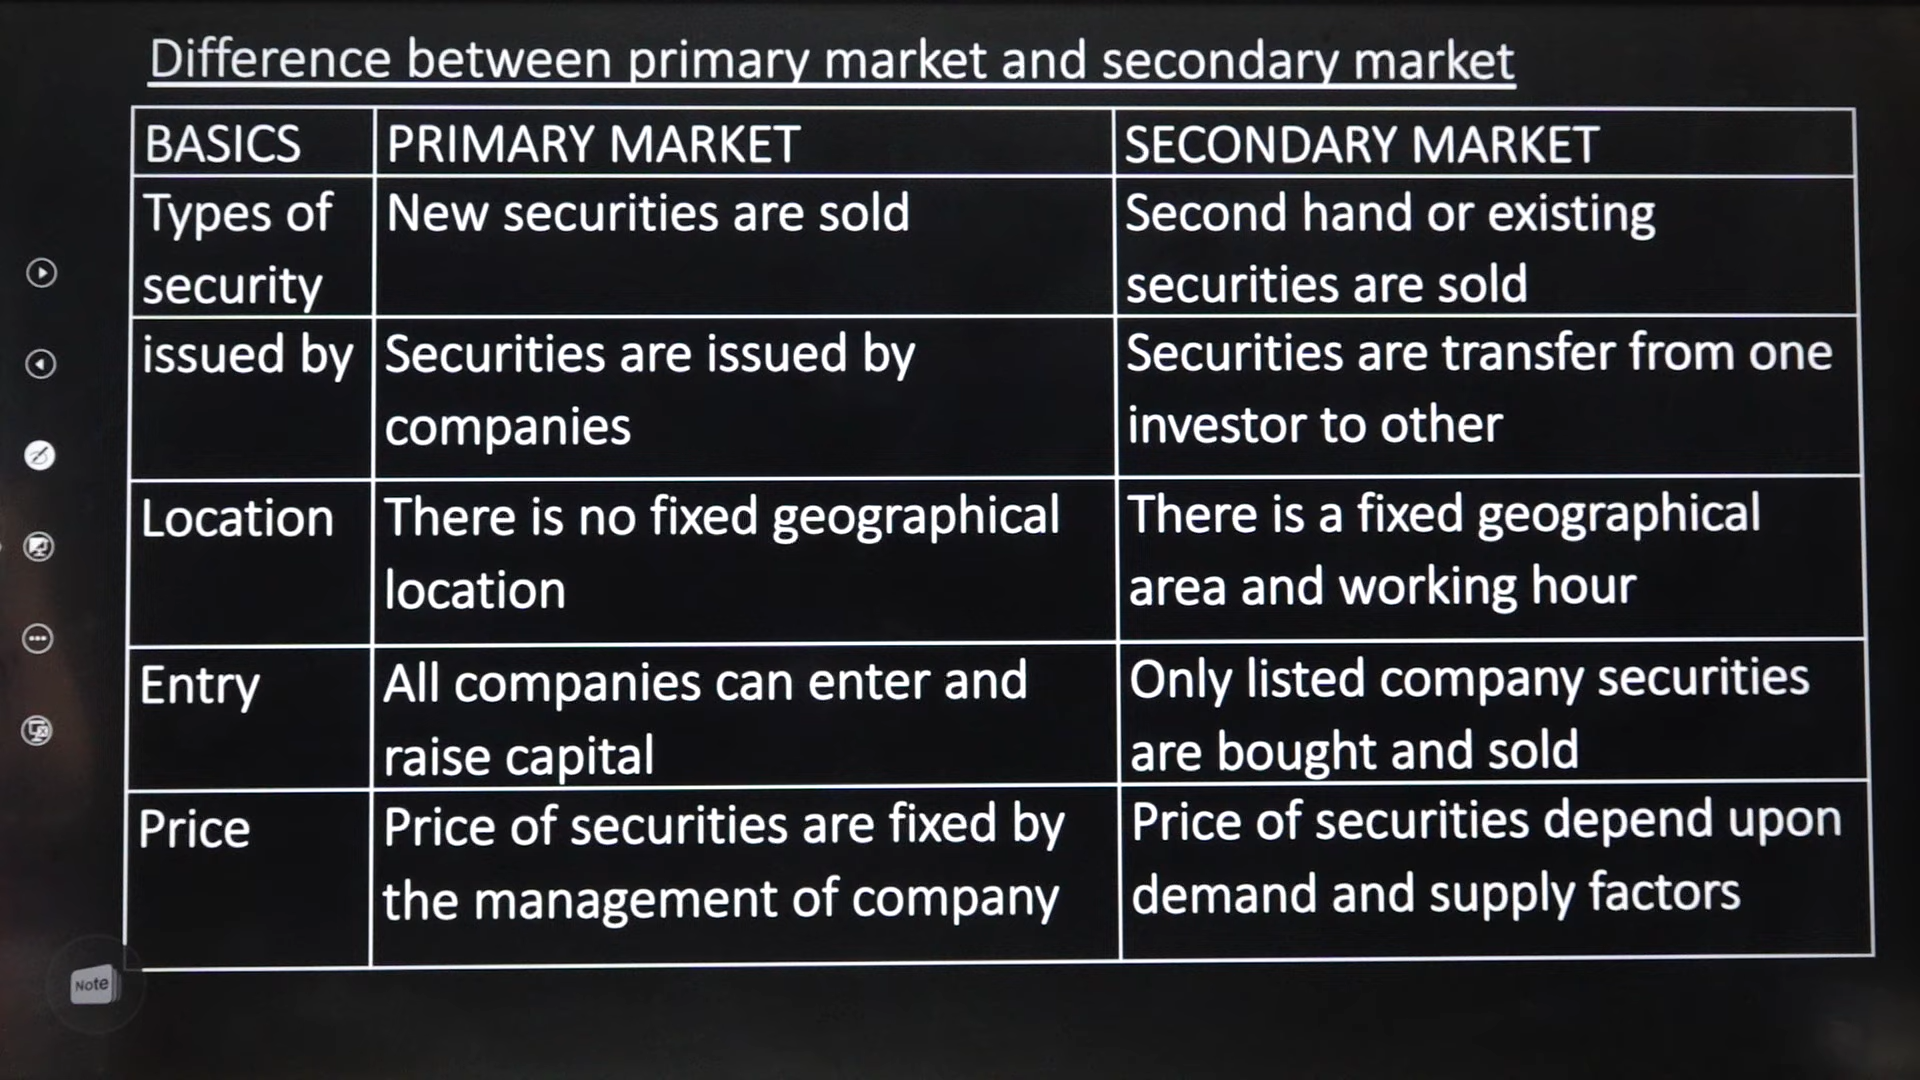 Difference between primary market and secondary market
BASICS
PRIMARY MARKET
SECONDARY MARKET
Types of
security
New securities are sold
Second hand or existing
securities are sold
issued by
Securities are issued by
companies
Securities are transfer from one
investor to other
Location
There is no fixed geographical
location
There is a fixed geographical
area and working hour
Entry
All companies can enter and
raise capital
Only listed company securities
are bought and sold
Price
Price of securities are fixed by
the management of company
Price of securities depend upon
demand and supply factors
Note